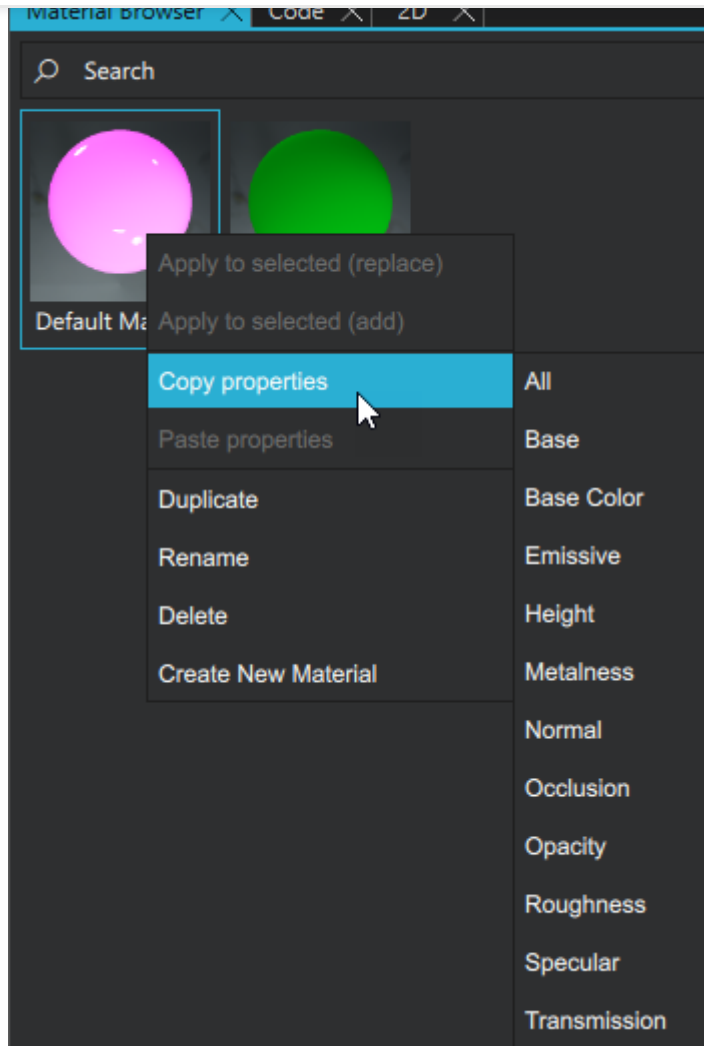 Material Browser
Code
2D
Search
Default Ma
Apply to selected (replace)
Apply to selected (add)
Copy properties
Paste properties
Duplicate
Rename
Delete
Create New Material
All
Base
Base Color
Emissive
Height
Metalness
Normal
Occlusion
Opacity
Roughness
Specular
Transmission